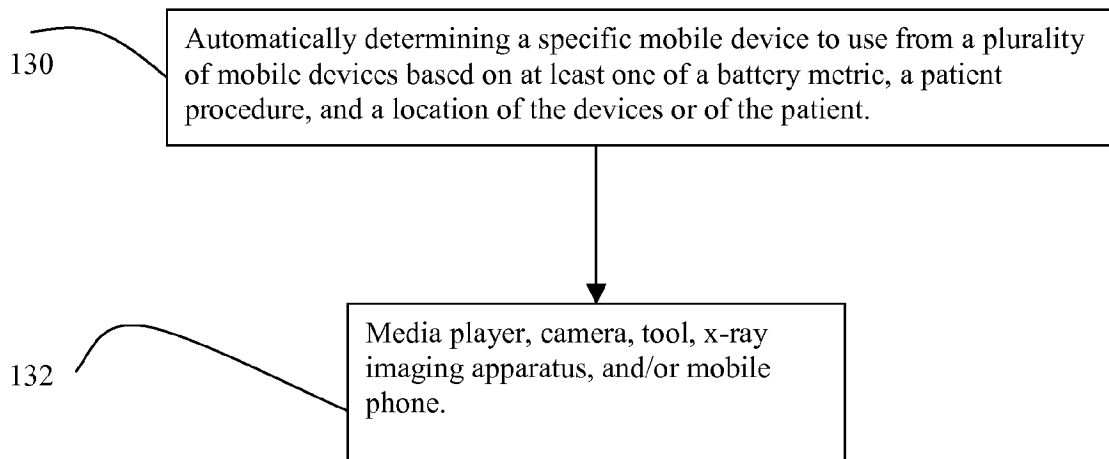 130
Automatically determining a specific mobile device to use from a plurality
of mobile devices based on at least one of a battery metric, a patient
procedure, and a location of the devices or of the patient.
132
Media player, camera, tool, x-ray
imaging apparatus, and/or mobile
phone.